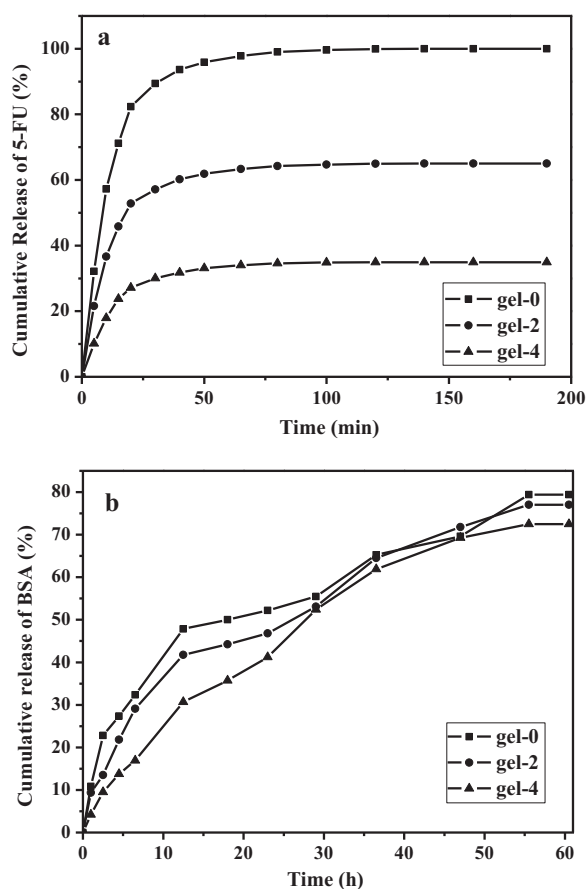 a
Cumulative Release of 5-FU (%)
100
80
60
40
20
0
gel-0
gel-2
gel-4
0 50 100 150 200
Time (min)
b
Cumulative release of BSA (%)
80
70
60
50
40
30
20
10
0
gel-0
gel-2
gel-4
0 10 20 30 40 50 60
Time (h)